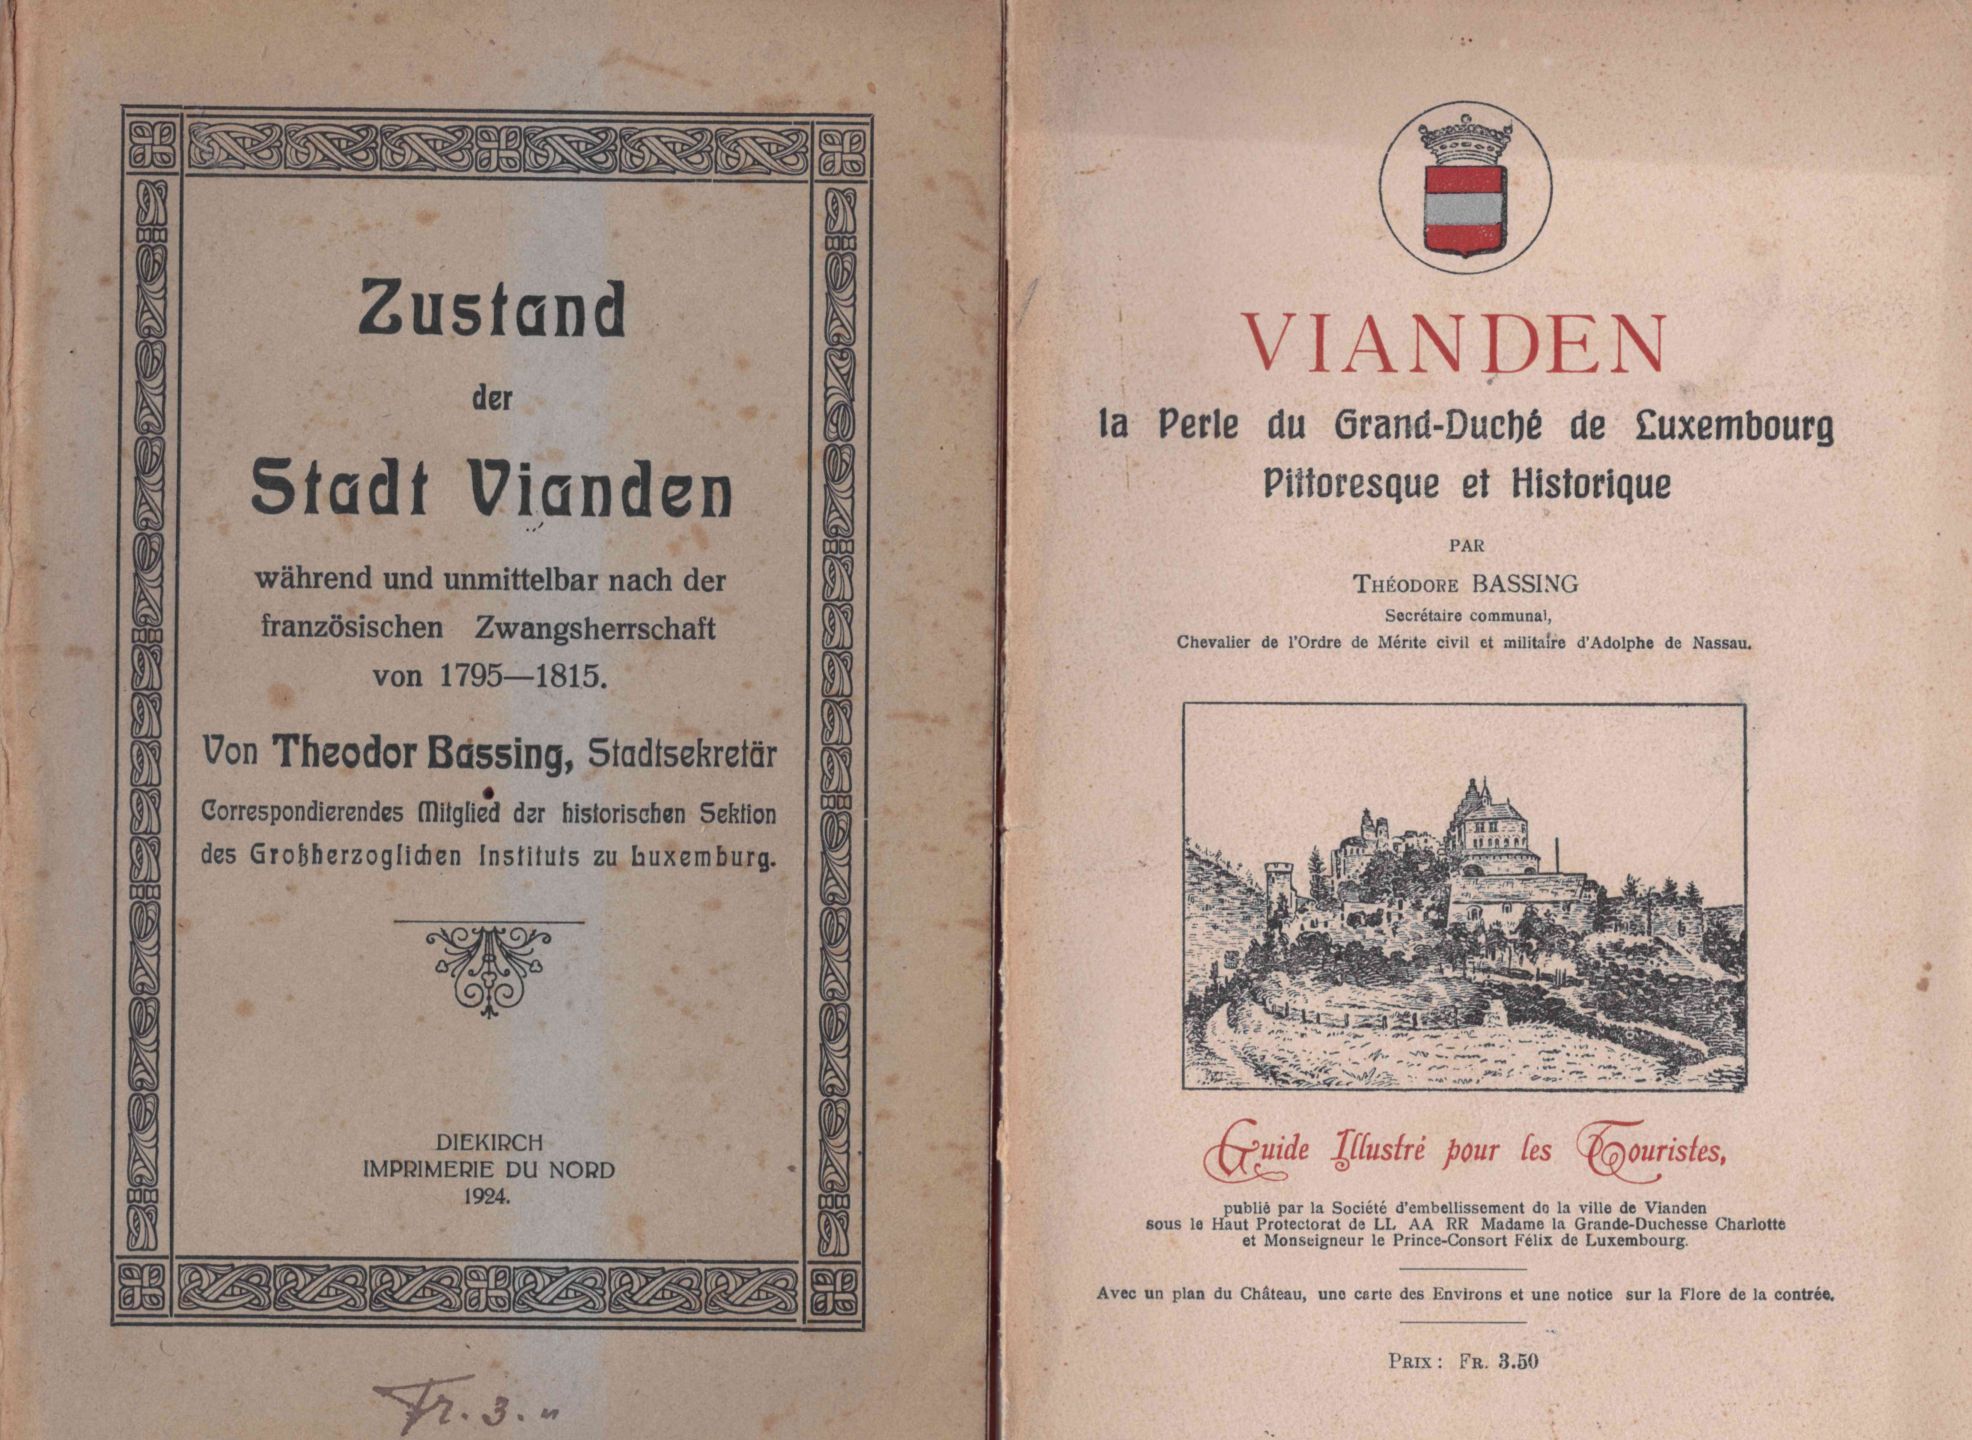 Zustand
der
Stadt Vianden
während und unmittelbar nach der
französischen Zwangsherrschaft
von 1795—1815.
Von Theodor Bassing, Stadtsekretär
Correspondierendes Mitglied der historischen Sektion
des Großherzoglichen Instituts zu Luxemburg.
DIEKIRCH
IMPRIMERIE DU NORD
1924.
Fr. 3. "
VIANDEN
la Perle du Grand-Duché de Luxembourg
Pittoresque et Historique
PAR
THÉODORE BASSING
Secrétaire communal,
Chevalier de l'Ordre de Mérite civil et militaire d'Adolphe de Nassau.
Guide Illustré pour les Touristes,
publié par la Société d'embellissement de la ville de Vianden
sous le Haut Protectorat de LL AA RR Madame la Grande-Duchesse Charlotte
et Monseigneur le Prince-Consort Félix de Luxembourg.
Avec un plan du Château, une carte des Environs et une notice sur la Flore de la contrée.
PRIX : FR. 3.50